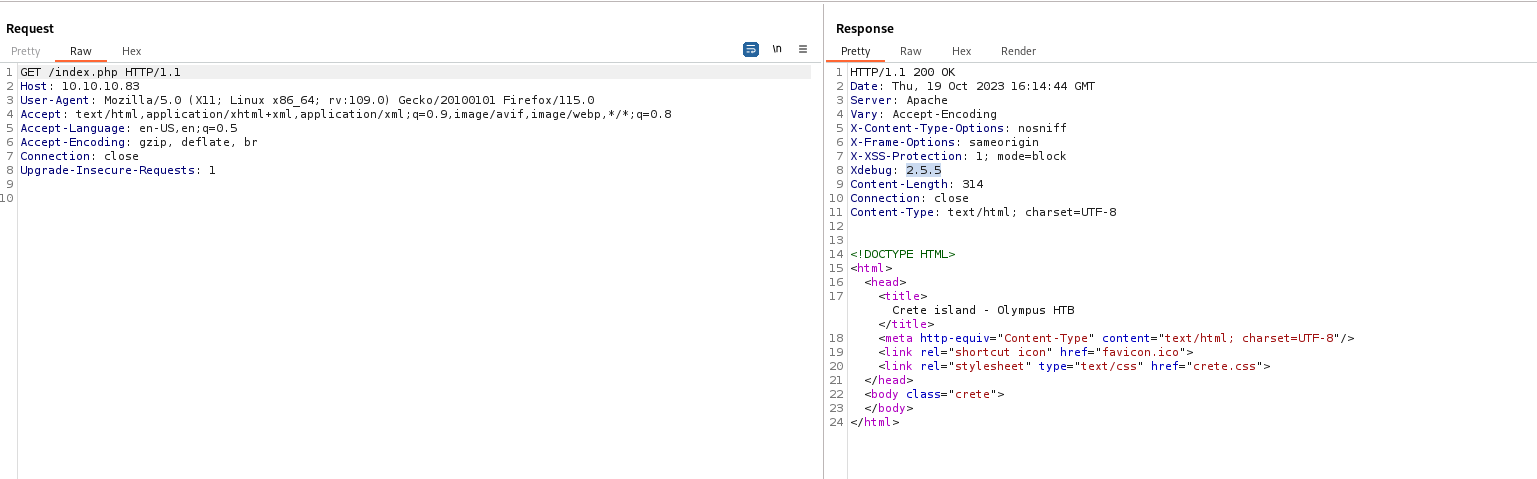 Request
Pretty Raw Hex
\n
1 GET /index.php HTTP/1.1
2 Host: 10.10.10.83
3 User-Agent: Mozilla/5.0 (X11; Linux x86_64; rv:109.0) Gecko/20100101 Firefox/115.0
4 Accept: text/html,application/xhtml+xml,application/xml;q=0.9,image/avif,image/webp,*/*;q=0.8
5 Accept-Language: en-US,en;q=0.5
6 Accept-Encoding: gzip, deflate, br
7 Connection: close
8 Upgrade-Insecure-Requests: 1
9
10
Response
Pretty Raw Hex Render
1 HTTP/1.1 200 OK
2 Date: Thu, 19 Oct 2023 16:14:44 GMT
3 Server: Apache
4 Vary: Accept-Encoding
5 X-Content-Type-Options: nosniff
6 X-Frame-Options: sameorigin
7 X-XSS-Protection: 1; mode=block
8 Xdebug: 2.5.5
9 Content-Length: 314
10 Connection: close
11 Content-Type: text/html; charset=UTF-8
12
13
14 <!DOCTYPE HTML>
15 <html>
16 <head>
17 <title>
Crete island - Olympus HTB
</title>
18 <meta http-equiv="Content-Type" content="text/html; charset=UTF-8"/>
19 <link rel="shortcut icon" href="favicon.ico">
20 <link rel="stylesheet" type="text/css" href="crete.css">
21 </head>
22 <body class="crete">
23 </body>
24 </html>